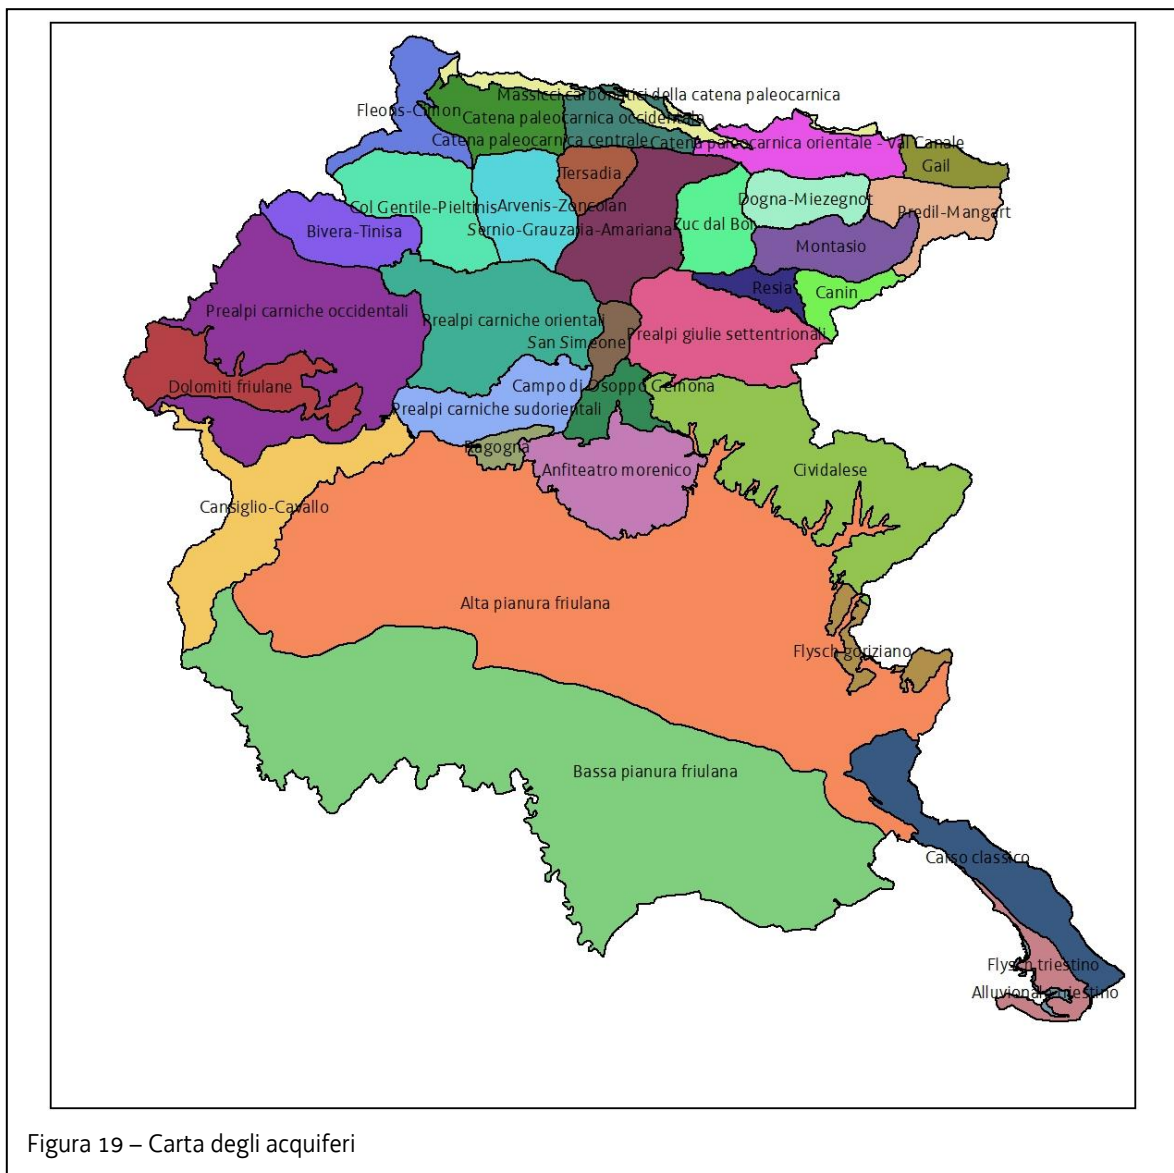 Massicci carbonatici della catena paleocarnica
Fleons-Cimon
Catena paleocarnica occidentale
Catena paleocarnica centrale
Catena paleocarnica orientale - Val Canale
Gail
Tersadia
Dogna-Miezegnot
Col Gentile-Pieltinis
Arvenis-Zoncolan
Bredil-Mangart
Bivera-Tinisa
Sernio-Grauzaria-Amariana
Zuc dal Bor
Montasio
Resia
Canin
Prealpi carniche occidentali
Prealpi carniche orientali
Prealpi giulie settentrionali
San Simeone
Dolomiti friulane
Campo di Osoppo Gemona
Prealpi carniche sudorientali
Ragogna
Anfiteatro morenico
Cividalese
Cansiglio-Cavallo
Alta pianura friulana
Flysch goriziano
Bassa pianura friulana
Carso classico
Flysch triestino
Alluvionale triestino
Figura 19 – Carta degli acquiferi